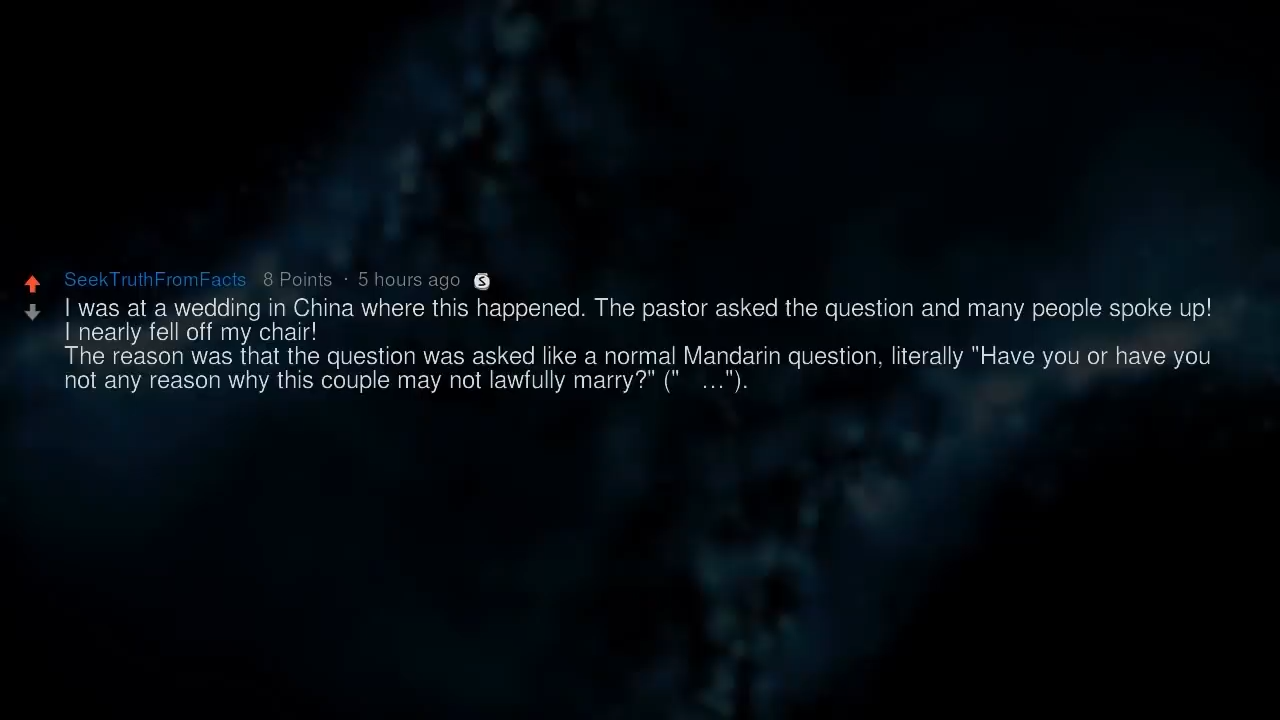 SeekTruthFromFacts 8 Points · 5 hours ago S
I was at a wedding in China where this happened. The pastor asked the question and many people spoke up!
I nearly fell off my chair!
The reason was that the question was asked like a normal Mandarin question, literally "Have you or have you
not any reason why this couple may not lawfully marry?" (" …").